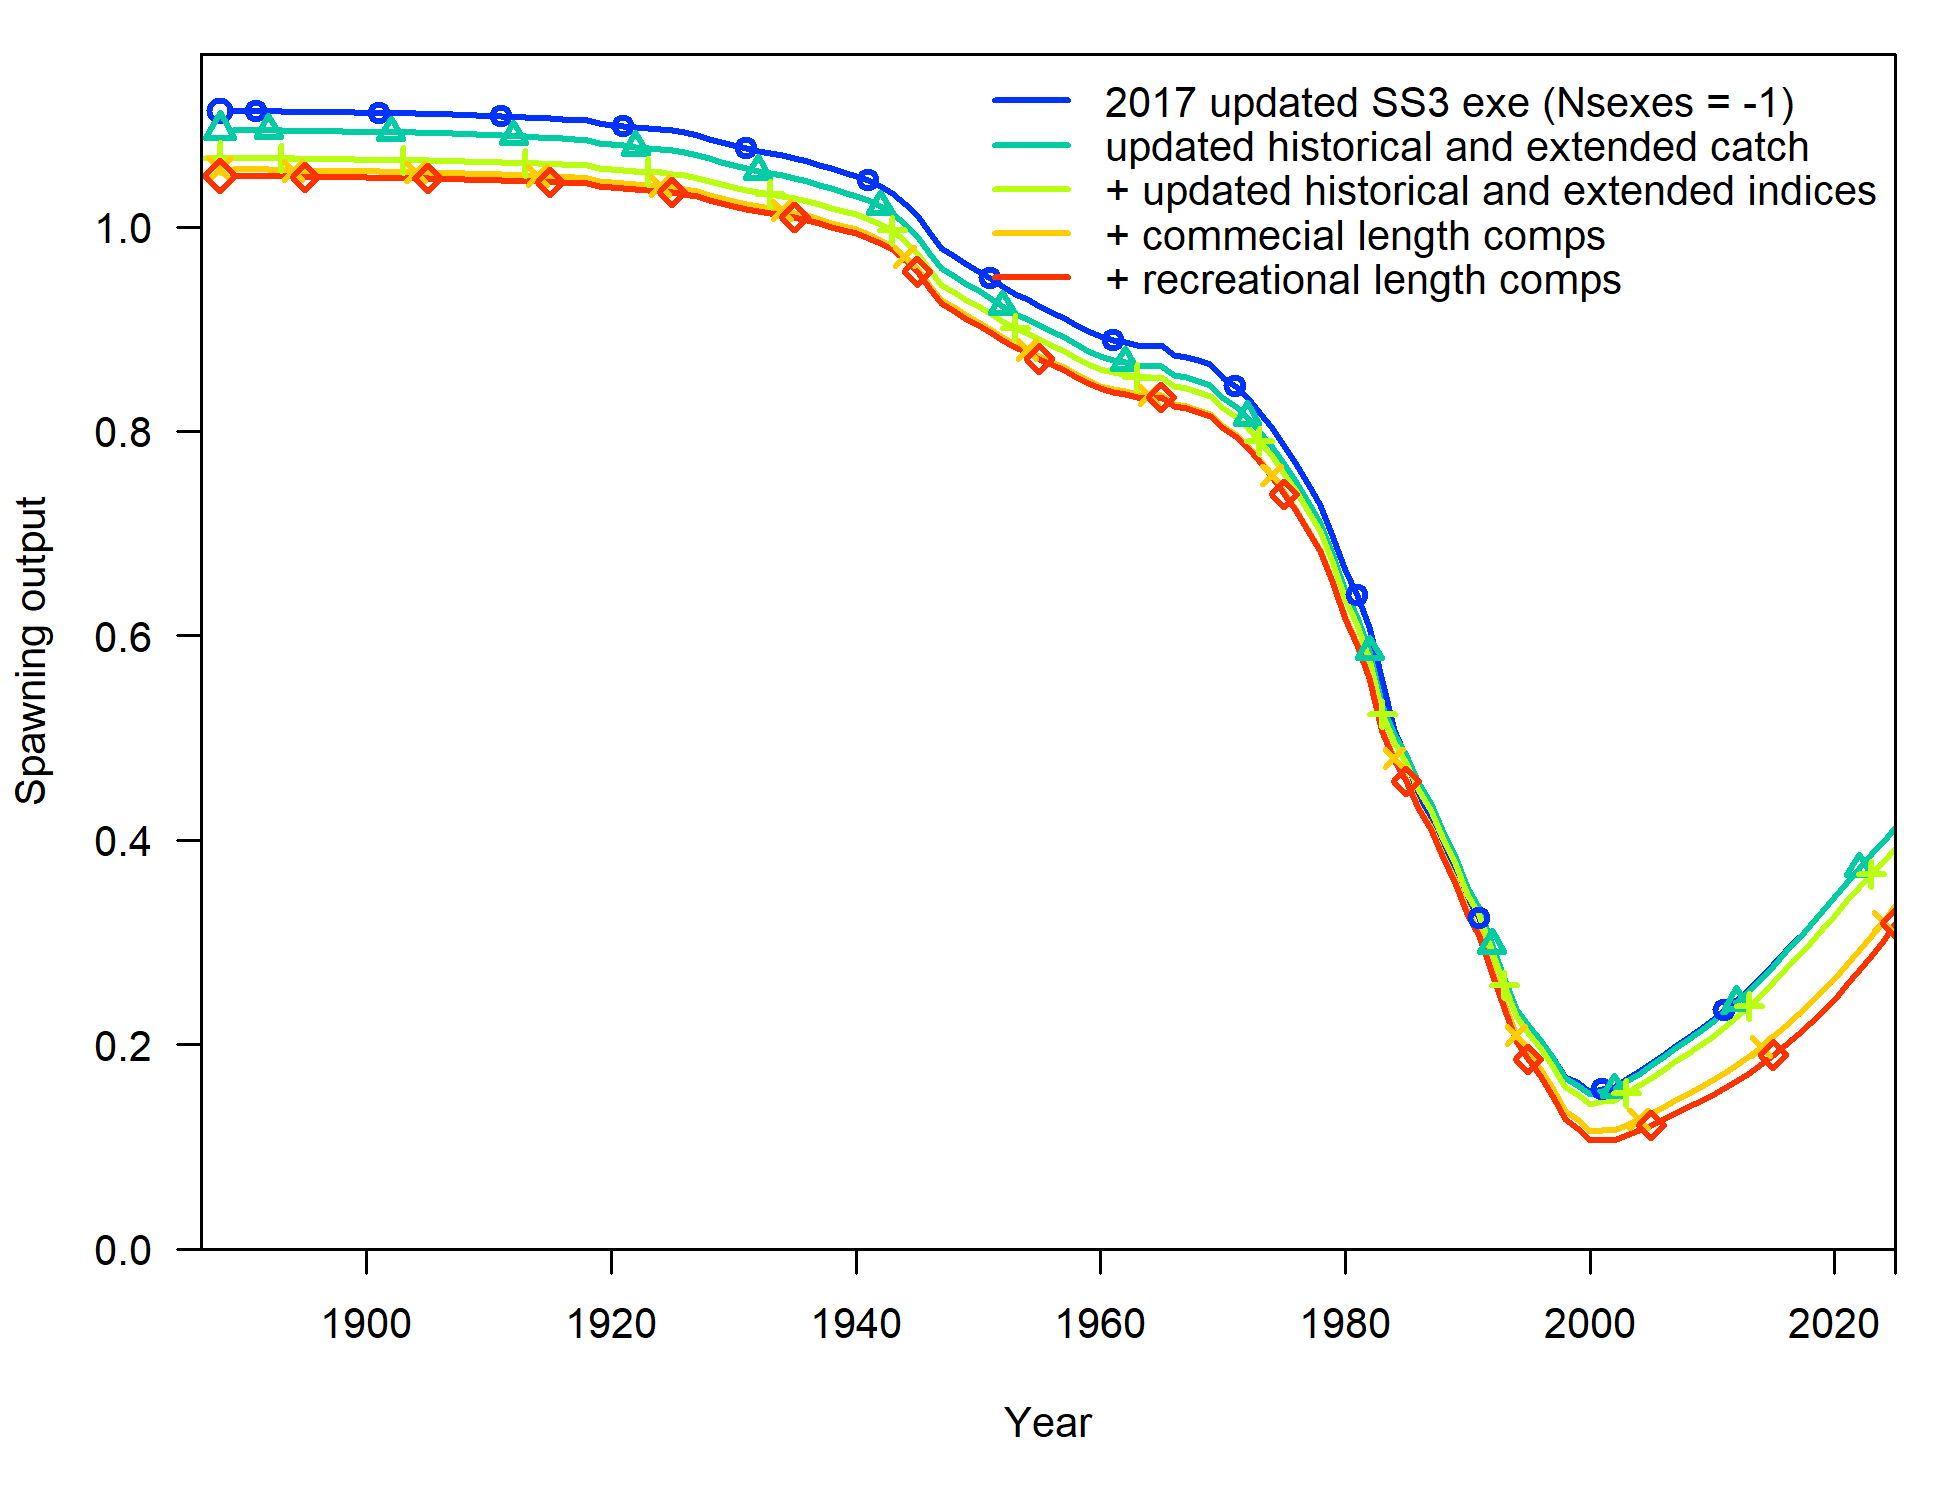 2017 updated SS3 exe (Nsexes = -1)
updated historical and extended catch
+ updated historical and extended indices
+ commecial length comps
+ recreational length comps
Spawning output
1.0
0.8
0.6
0.4
0.2
0.0
1900 1920 1940 1960 1980 2000 2020
Year